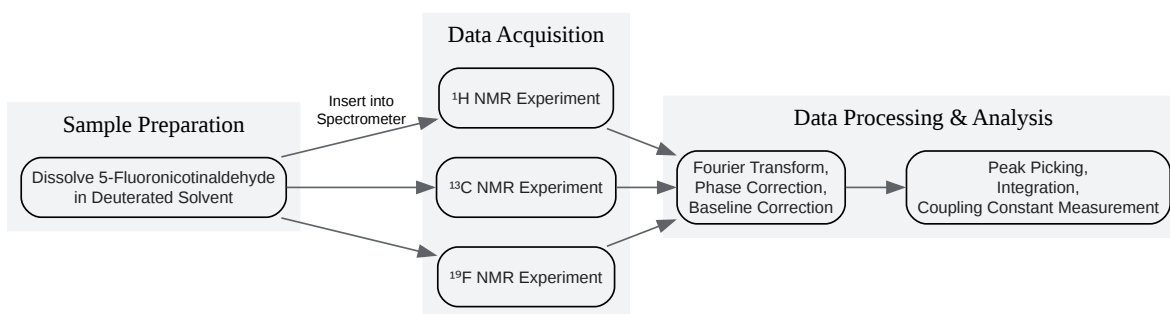 Sample Preparation
Dissolve 5-Fluoronicotinaldehyde
in Deuterated Solvent
Insert into
Spectrometer
Data Acquisition
¹H NMR Experiment
¹³C NMR Experiment
¹⁹F NMR Experiment
Data Processing & Analysis
Fourier Transform,
Phase Correction,
Baseline Correction
Peak Picking,
Integration,
Coupling Constant Measurement